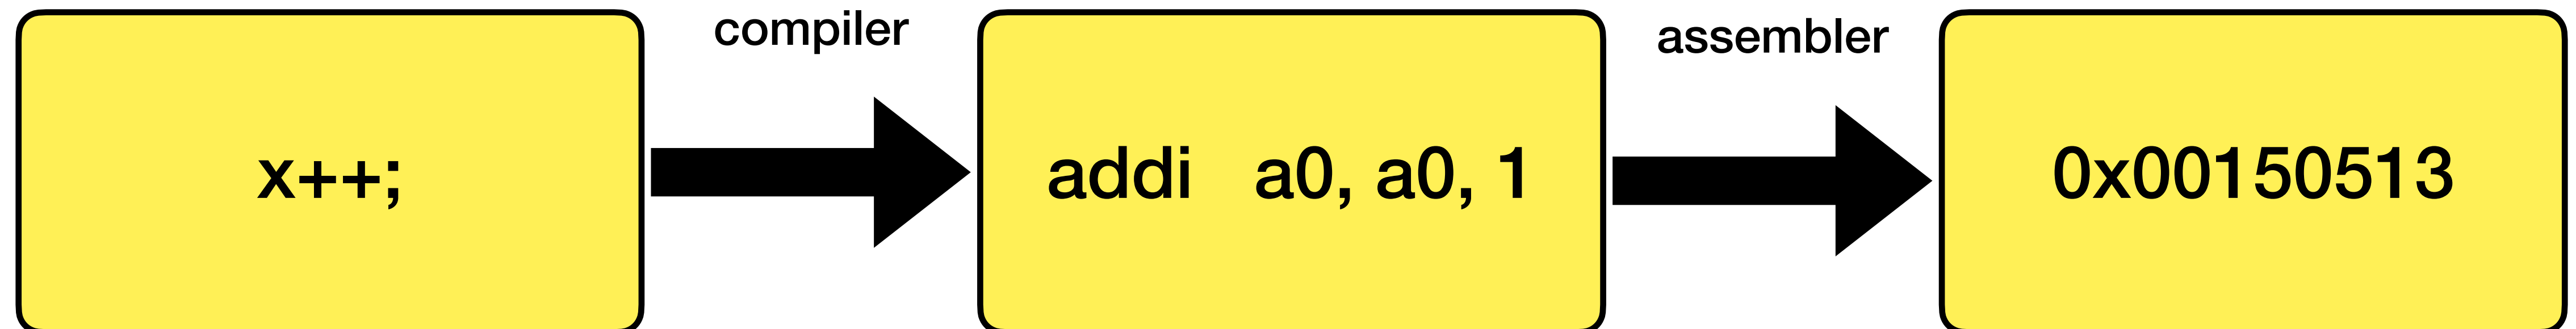 x++;
compiler
addi a0, a0, 1
assembler
0x00150513